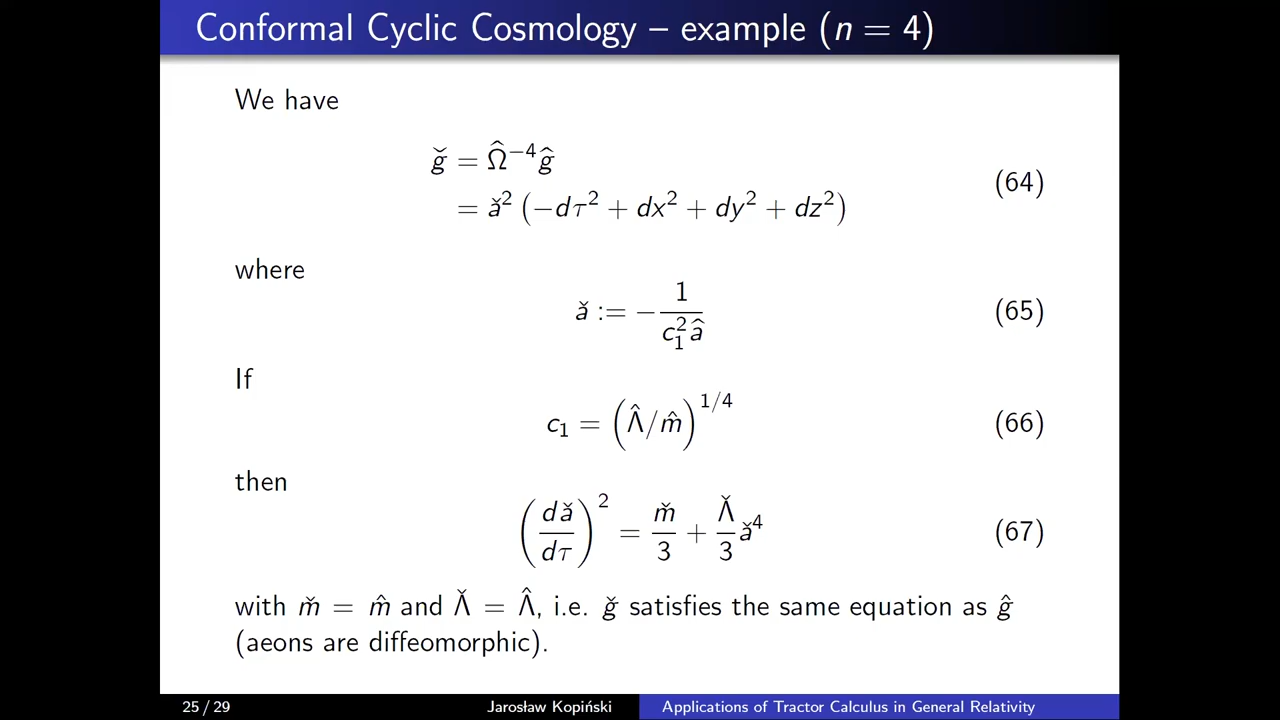 Conformal Cyclic Cosmology – example (n = 4)
We have
ǧ = Ω̂⁻⁴ĝ
= ǎ² (−dτ² + dx² + dy² + dz²)
(64)
where
ǎ := − 1 / (c₁² â) (65)
If
c₁ = (Λ̂/m̂)^{1/4} (66)
then
(dǎ/dτ)² = m̌/3 + Λ̌/3 ǎ⁴ (67)
with m̌ = m̂ and Λ̌ = Λ̂, i.e. ǧ satisfies the same equation as ĝ
(aeons are diffeomorphic).
25 / 29 Jarosław Kopiński Applications of Tractor Calculus in General Relativity